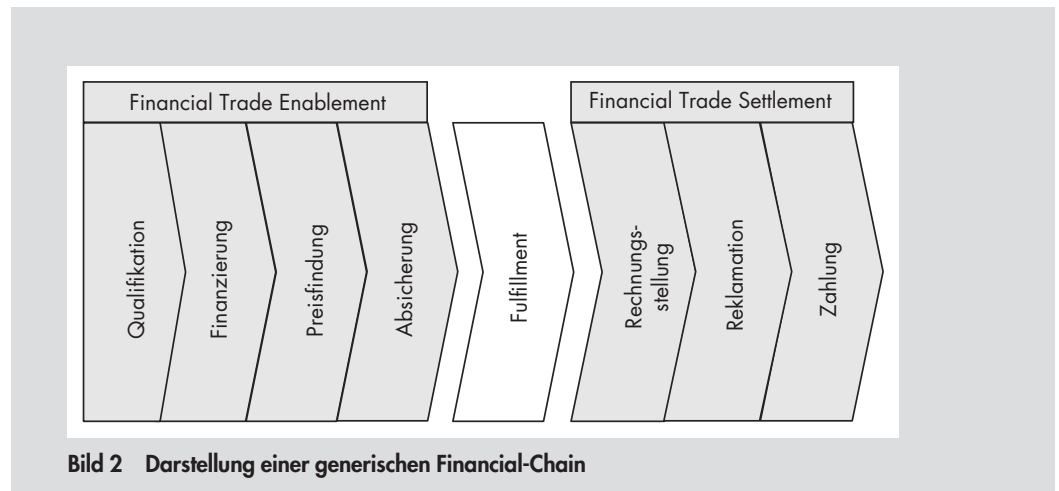 Financial Trade Enablement
Financial Trade Settlement
Qualifikation
Finanzierung
Preisfindung
Absicherung
Fulfillment
Rechnungs-
stellung
Reklamation
Zahlung
Bild 2 Darstellung einer generischen Financial-Chain